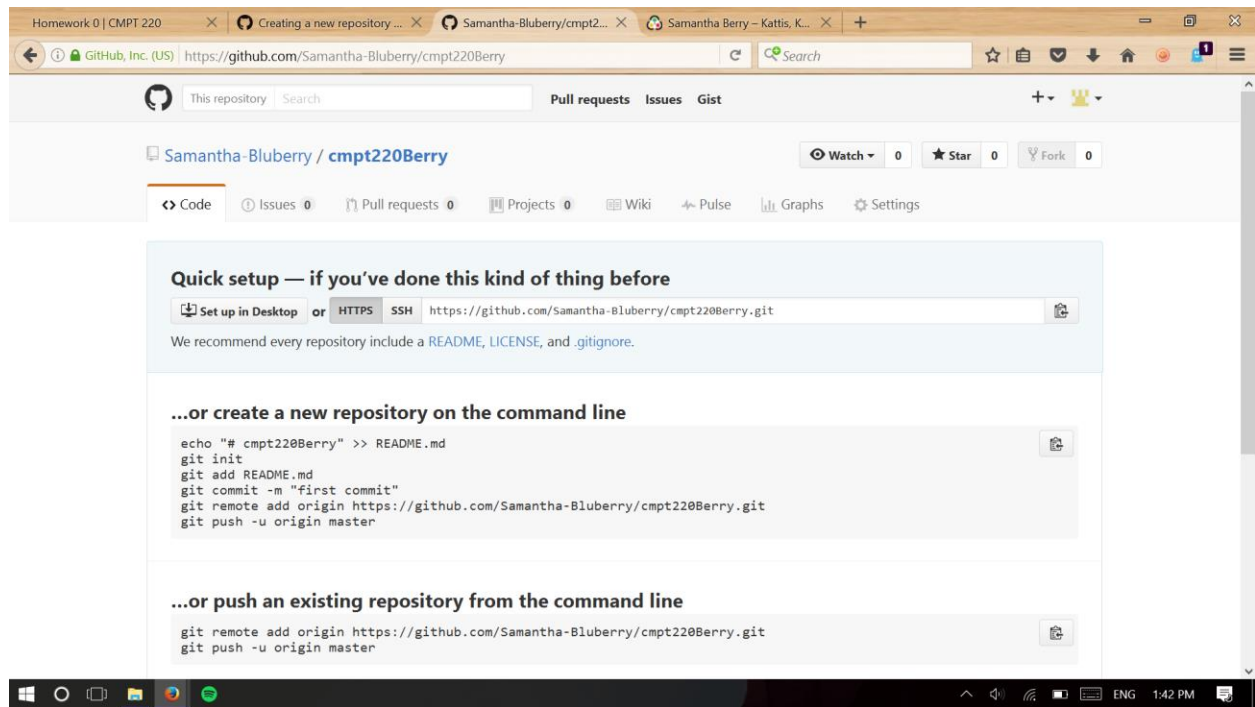 Homework 0 | CMPT 220
Creating a new repository ...
Samantha-Bluberry/cmpt2...
Samantha Berry – Kattis, K...
GitHub, Inc. (US) https://github.com/Samantha-Bluberry/cmpt220Berry
Search
1
This repository Search
Pull requests Issues Gist
Samantha-Bluberry / cmpt220Berry
Watch 0 Star 0 Fork 0
Code Issues 0 Pull requests 0 Projects 0 Wiki Pulse Graphs Settings
Quick setup — if you’ve done this kind of thing before
Set up in Desktop or HTTPS SSH https://github.com/Samantha-Bluberry/cmpt220Berry.git
We recommend every repository include a README, LICENSE, and .gitignore.
…or create a new repository on the command line
echo "# cmpt220Berry" >> README.md
git init
git add README.md
git commit -m "first commit"
git remote add origin https://github.com/Samantha-Bluberry/cmpt220Berry.git
git push -u origin master
…or push an existing repository from the command line
git remote add origin https://github.com/Samantha-Bluberry/cmpt220Berry.git
git push -u origin master
ENG 1:42 PM